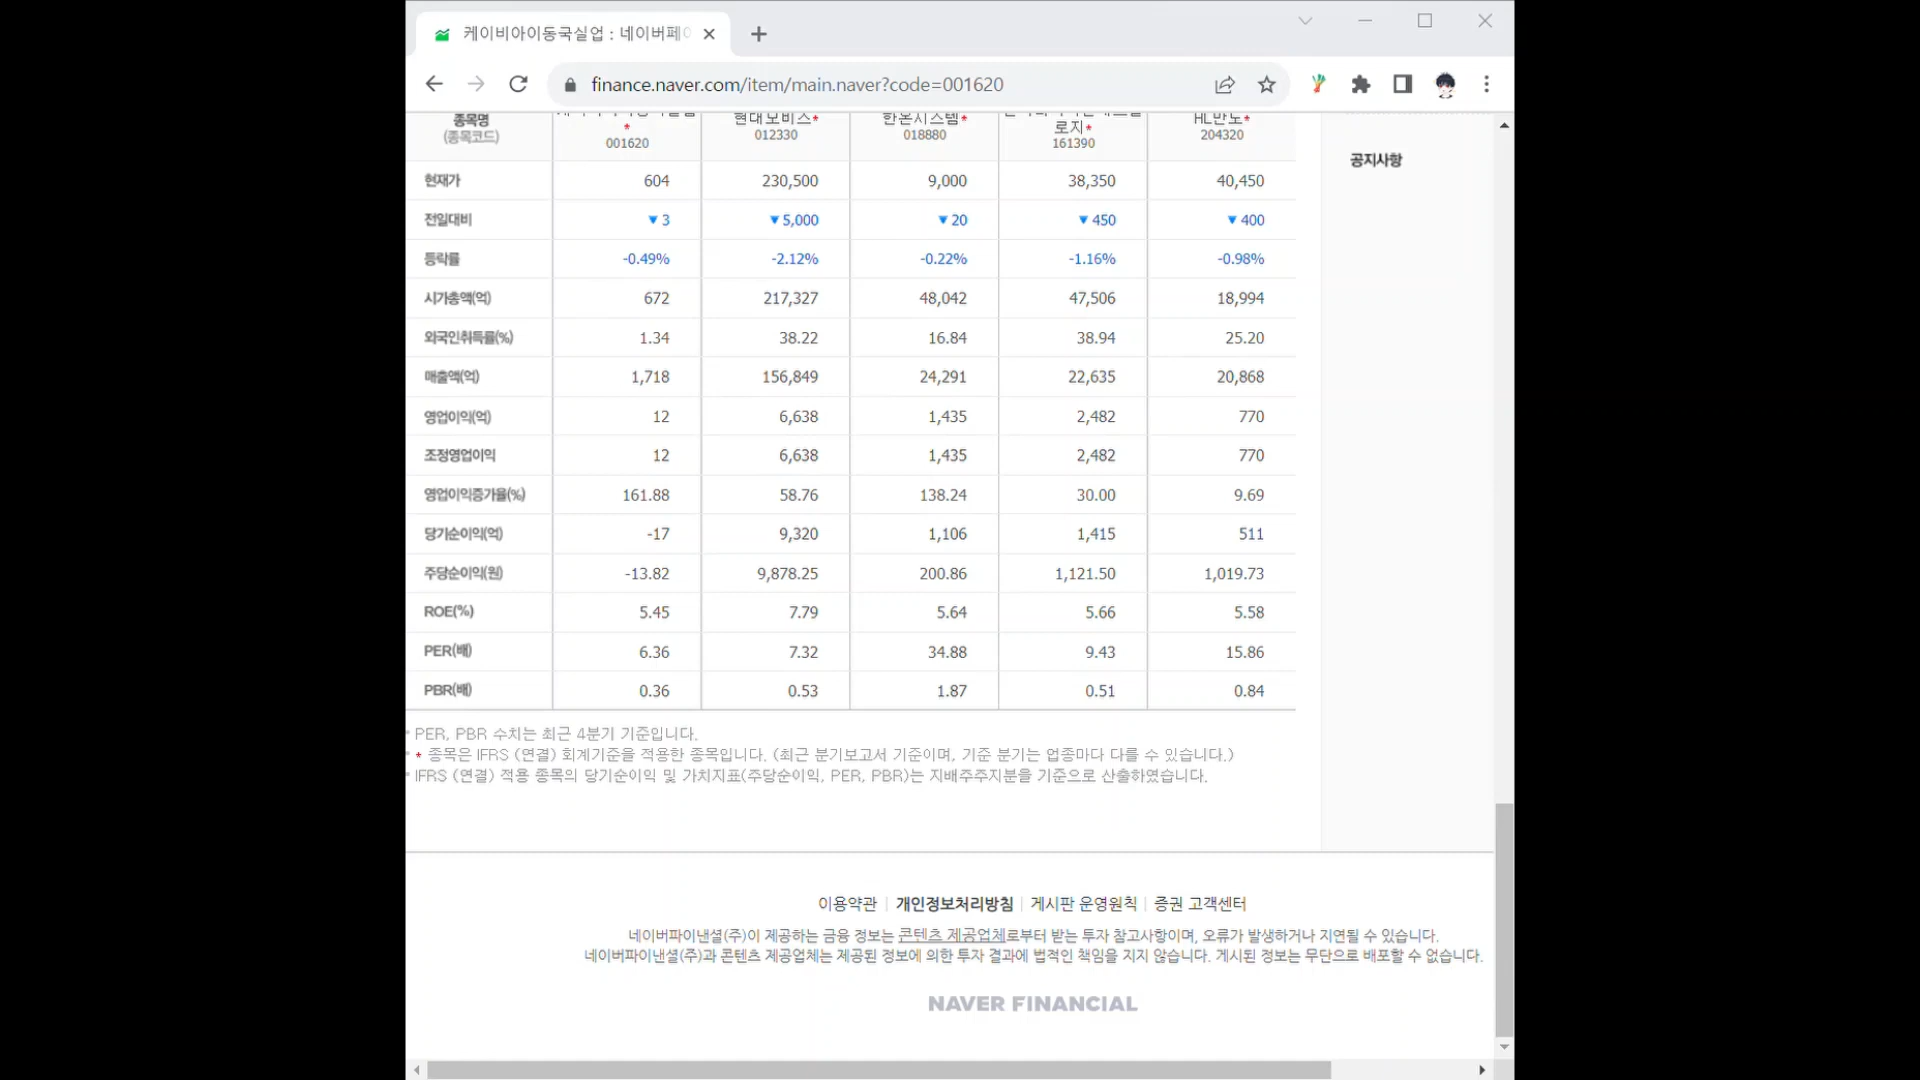 케이비아이동국실업 : 네이버페이
finance.naver.com/item/main.naver?code=001620
종목명 * 현대모비스* 한온시스템* 로지* HL만도*
(종목코드) 001620 012330 018880 161390 204320
현재가 604 230,500 9,000 38,350 40,450
전일대비 ▼3 ▼5,000 ▼20 ▼450 ▼400
등락률 -0.49% -2.12% -0.22% -1.16% -0.98%
시가총액(억) 672 217,327 48,042 47,506 18,994
외국인취득률(%) 1.34 38.22 16.84 38.94 25.20
매출액(억) 1,718 156,849 24,291 22,635 20,868
영업이익(억) 12 6,638 1,435 2,482 770
조정영업이익 12 6,638 1,435 2,482 770
영업이익증가율(%) 161.88 58.76 138.24 30.00 9.69
당기순이익(억) -17 9,320 1,106 1,415 511
주당순이익(원) -13.82 9,878.25 200.86 1,121.50 1,019.73
ROE(%) 5.45 7.79 5.64 5.66 5.58
PER(배) 6.36 7.32 34.88 9.43 15.86
PBR(배) 0.36 0.53 1.87 0.51 0.84
공지사항
* PER, PBR 수치는 최근 4분기 기준입니다.
* * 종목은 IFRS (연결) 회계기준을 적용한 종목입니다. (최근 분기보고서 기준이며, 기준 분기는 업종마다 다를 수 있습니다.)
* IFRS (연결) 적용 종목의 당기순이익 및 가치지표(주당순이익, PER, PBR)는 지배주주지분을 기준으로 산출하였습니다.
이용약관 | 개인정보처리방침 | 게시판 운영원칙 | 증권 고객센터
네이버파이낸셜(주)이 제공하는 금융 정보는 콘텐츠 제공업체로부터 받는 투자 참고사항이며, 오류가 발생하거나 지연될 수 있습니다.
네이버파이낸셜(주)과 콘텐츠 제공업체는 제공된 정보에 의한 투자 결과에 법적인 책임을 지지 않습니다. 게시된 정보는 무단으로 배포할 수 없습니다.
NAVER FINANCIAL